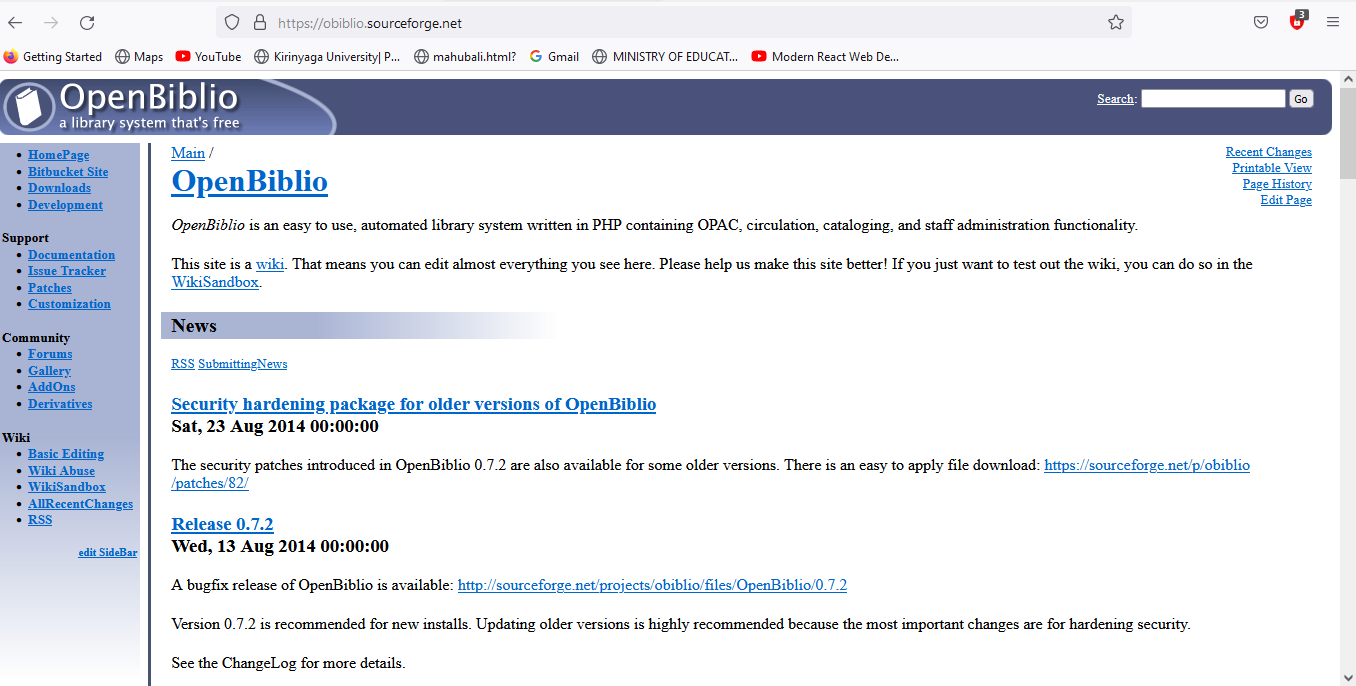 https://obiblio.sourceforge.net
3
Getting Started Maps YouTube Kirinyaga University| P... mahubali.html? Gmail MINISTRY OF EDUCAT... Modern React Web De...
OpenBiblio
a library system that's free
Search: Go
HomePage
Bitbucket Site
Downloads
Development
Support
Documentation
Issue Tracker
Patches
Customization
Community
Forums
Gallery
AddOns
Derivatives
Wiki
Basic Editing
Wiki Abuse
WikiSandbox
AllRecentChanges
RSS
edit SideBar
Main /
OpenBiblio
Recent Changes
Printable View
Page History
Edit Page
OpenBiblio is an easy to use, automated library system written in PHP containing OPAC, circulation, cataloging, and staff administration functionality.
This site is a wiki. That means you can edit almost everything you see here. Please help us make this site better! If you just want to test out the wiki, you can do so in the
WikiSandbox.
News
RSS SubmittingNews
Security hardening package for older versions of OpenBiblio
Sat, 23 Aug 2014 00:00:00
The security patches introduced in OpenBiblio 0.7.2 are also available for some older versions. There is an easy to apply file download: https://sourceforge.net/p/obiblio
/patches/82/
Release 0.7.2
Wed, 13 Aug 2014 00:00:00
A bugfix release of OpenBiblio is available: http://sourceforge.net/projects/obiblio/files/OpenBiblio/0.7.2
Version 0.7.2 is recommended for new installs. Updating older versions is highly recommended because the most important changes are for hardening security.
See the ChangeLog for more details.